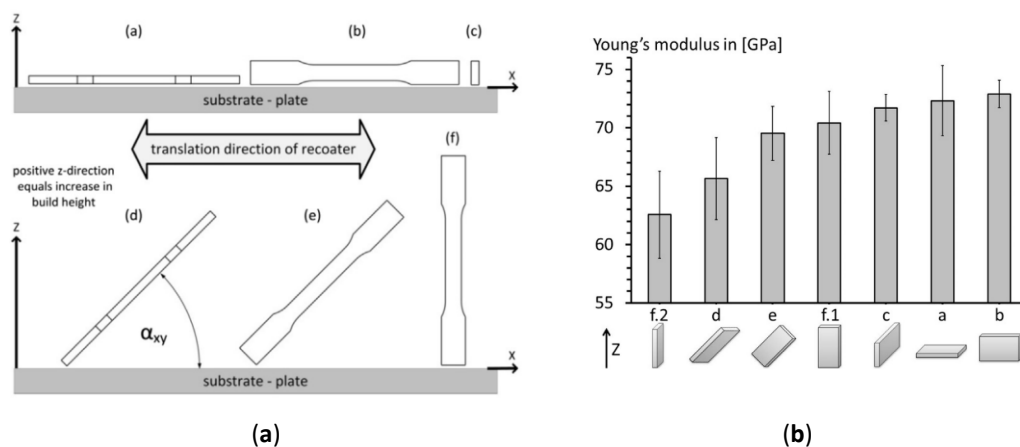 Z
(a)
(b)
(c)
X
substrate - plate
translation direction of recoater
positive z-direction
equals increase in
build height
(f)
Z
(d)
(e)
αxy
X
substrate - plate
(a)
Young's modulus in [GPa]
75
70
65
60
55
f.2 d e f.1 c a b
Z
(b)